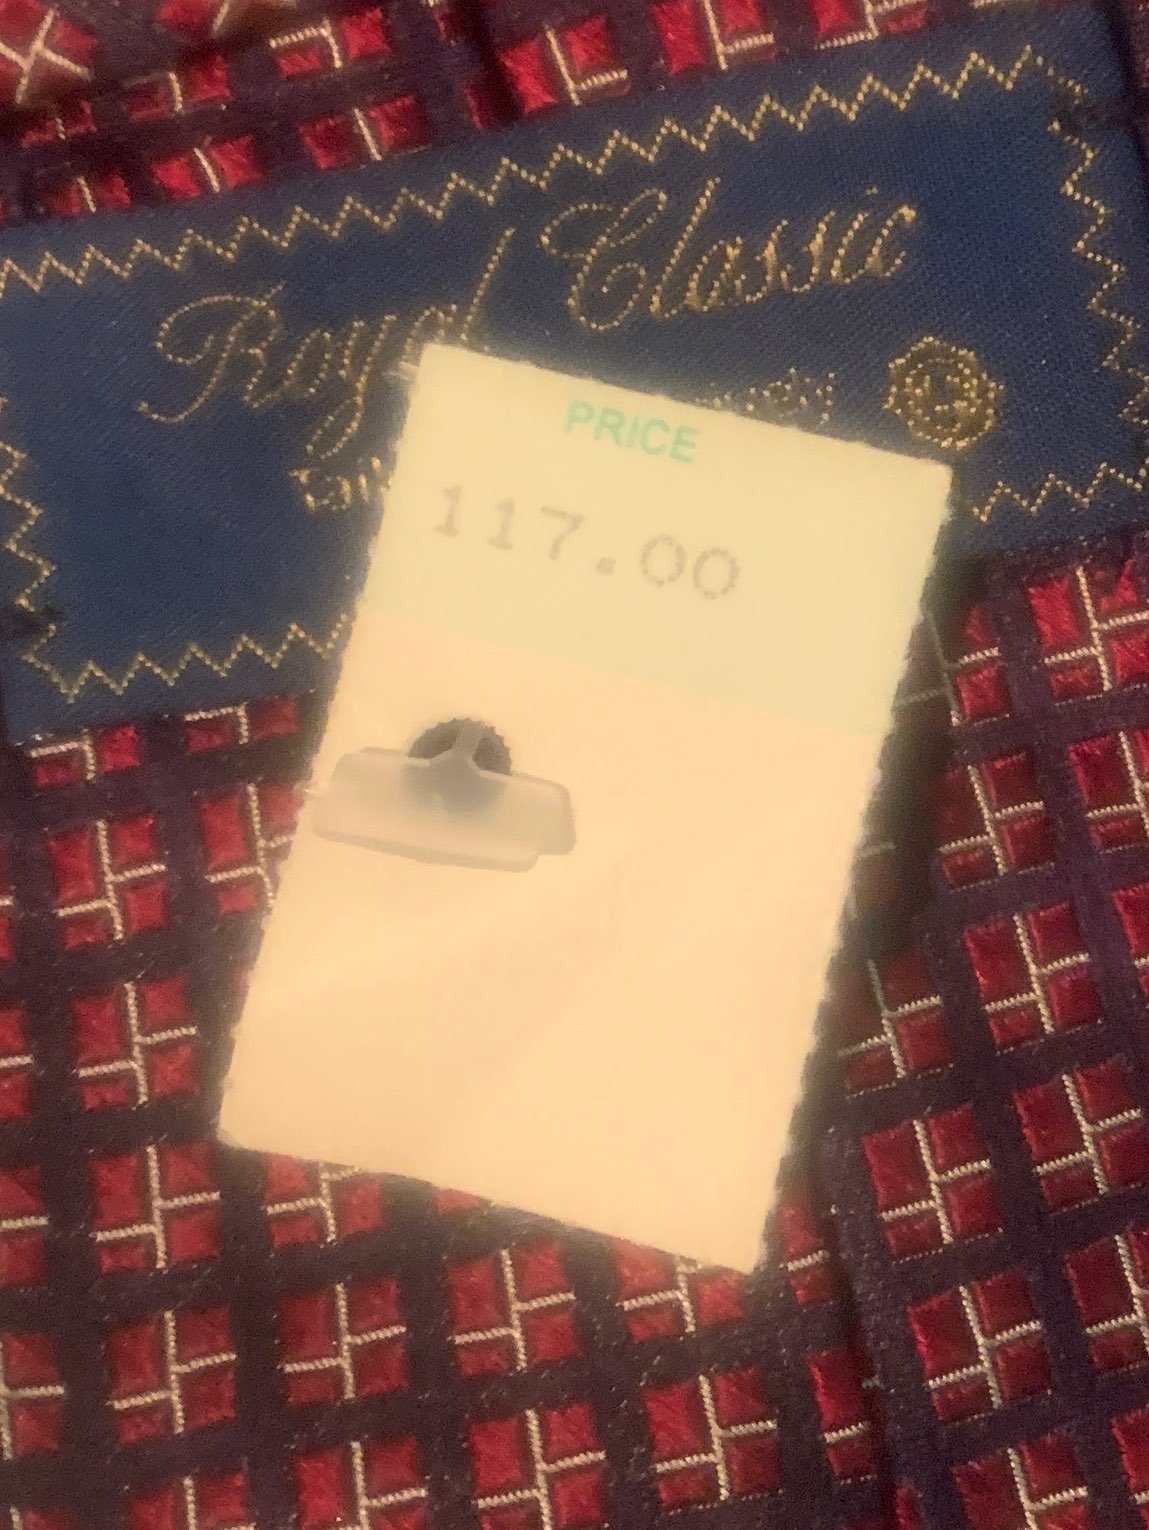 Royal Classic
PRICE
117.00